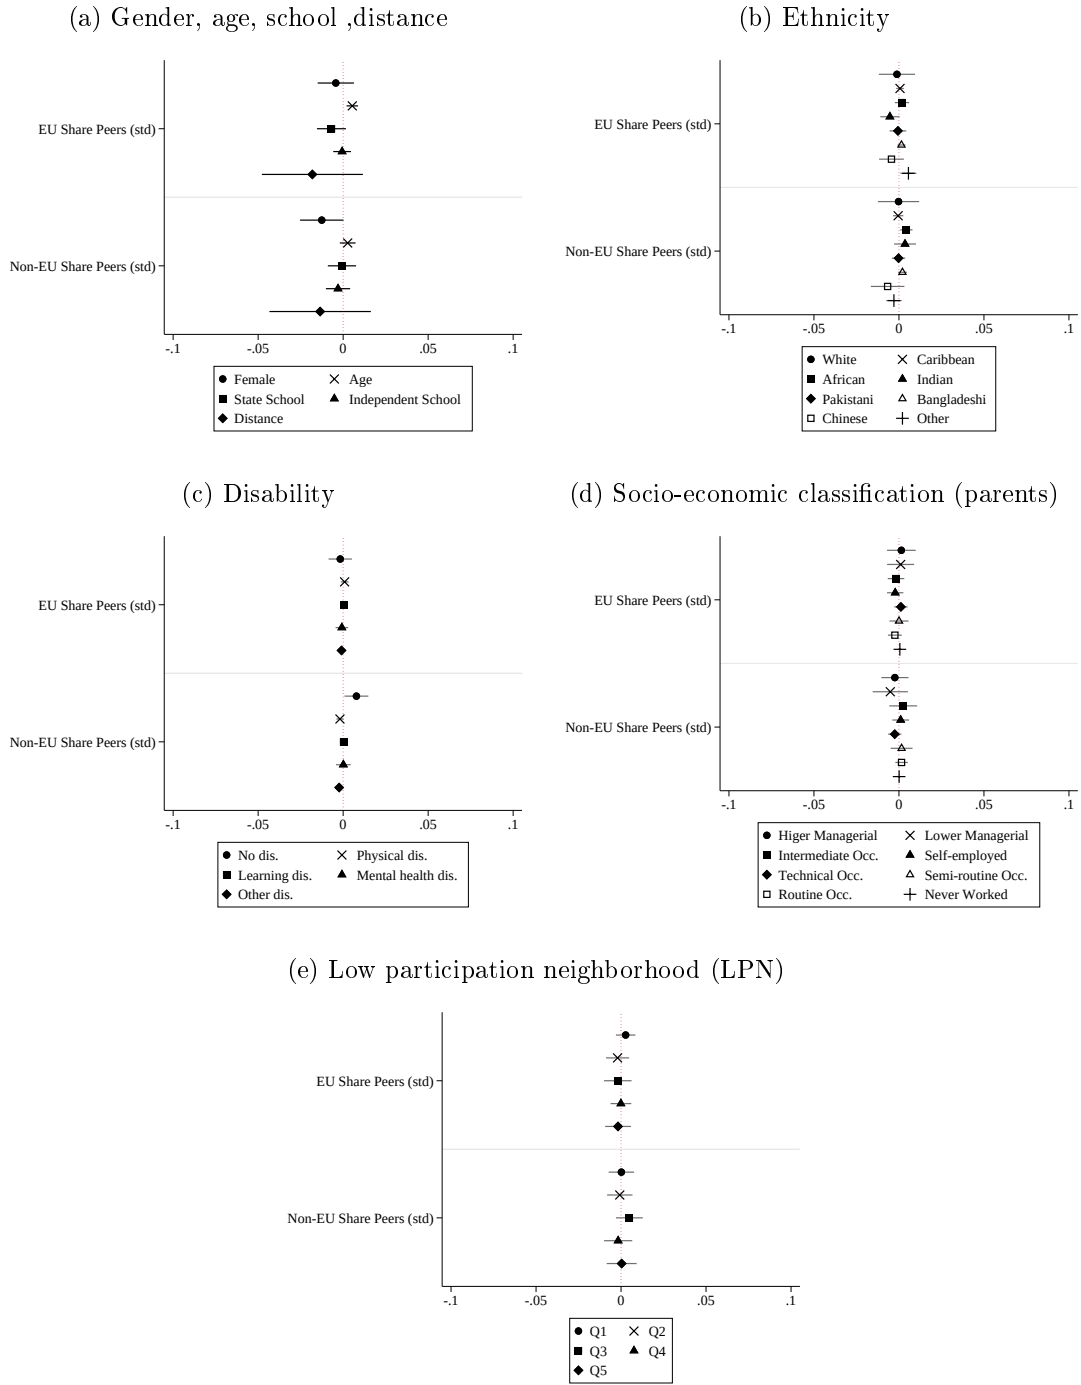 (a) Gender, age, school ,distance
EU Share Peers (std)
Non-EU Share Peers (std)
-.1 -.05 0 .05 .1
Female Age
State School Independent School
Distance
(b) Ethnicity
EU Share Peers (std)
Non-EU Share Peers (std)
-.1 -.05 0 .05 .1
White Caribbean
African Indian
Pakistani Bangladeshi
Chinese Other
(c) Disability
EU Share Peers (std)
Non-EU Share Peers (std)
-.1 -.05 0 .05 .1
No dis. Physical dis.
Learning dis. Mental health dis.
Other dis.
(d) Socio-economic classification (parents)
EU Share Peers (std)
Non-EU Share Peers (std)
-.1 -.05 0 .05 .1
Higer Managerial Lower Managerial
Intermediate Occ. Self-employed
Technical Occ. Semi-routine Occ.
Routine Occ. Never Worked
(e) Low participation neighborhood (LPN)
EU Share Peers (std)
Non-EU Share Peers (std)
-.1 -.05 0 .05 .1
Q1 Q2
Q3 Q4
Q5